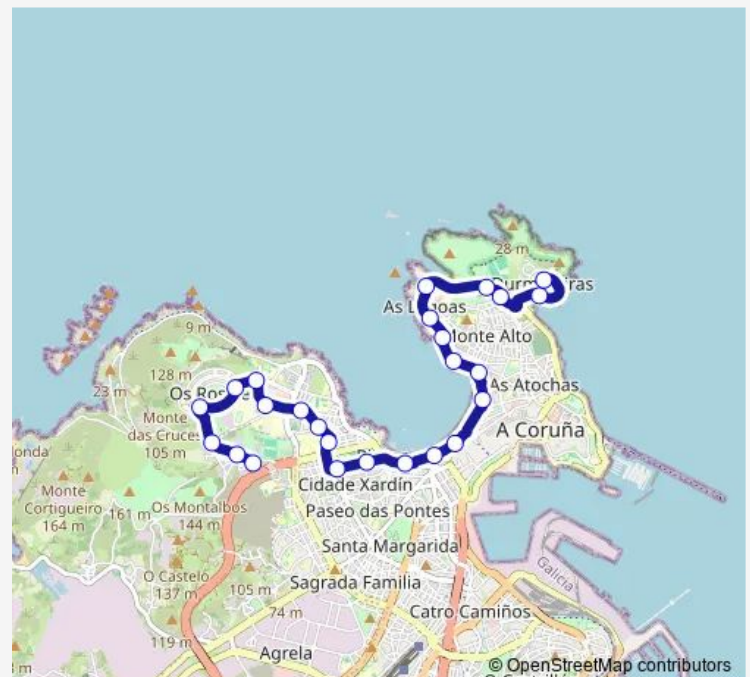 28 m
As Lagoas
Monte Alto
9 m
As Atochas
128 m
23 m
Monte
das Cruces
105 m
A Coruña
Cidade Xardín
Monte
Cortigueiro
164 m
161 m
Os Montalbos
144 m
Paseo das Pontes
Santa Margarida
Galicia
O Castelo
137 m
105 m
Sagrada Familia
74 m
Catro Camiños
119 m
Agrela
© OpenStreetMap contributors